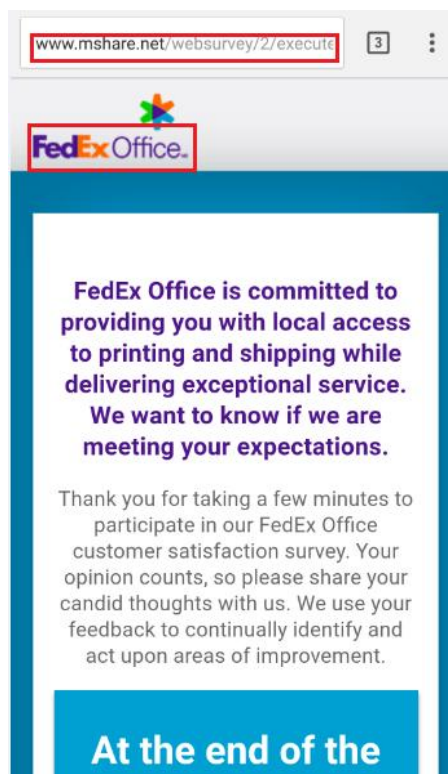 www.mshare.net/websurvey/2/execute
3
FedEx Office
FedEx Office is committed to
providing you with local access
to printing and shipping while
delivering exceptional service.
We want to know if we are
meeting your expectations.
Thank you for taking a few minutes to
participate in our FedEx Office
customer satisfaction survey. Your
opinion counts, so please share your
candid thoughts with us. We use your
feedback to continually identify and
act upon areas of improvement.
At the end of the